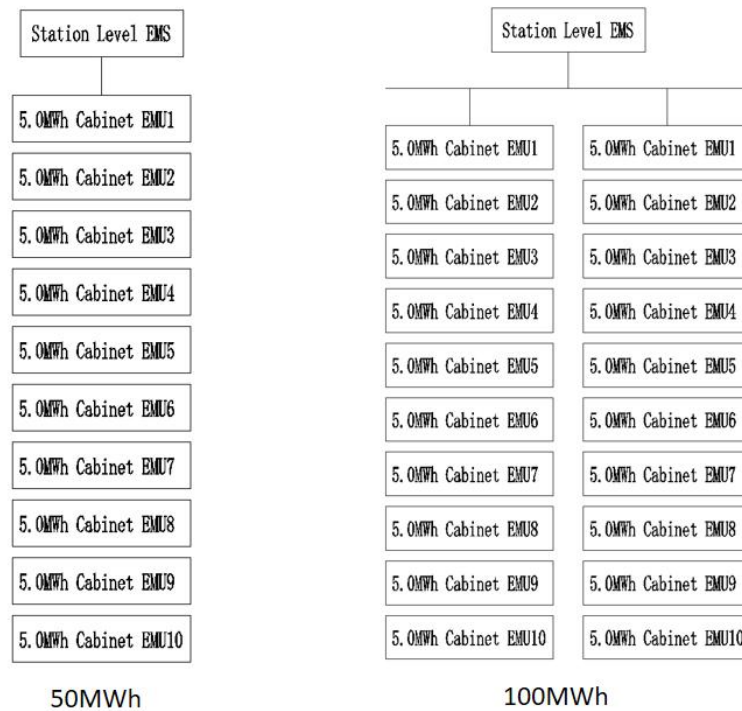 Station Level EMS
5.0MWh Cabinet EMU1
5.0MWh Cabinet EMU2
5.0MWh Cabinet EMU3
5.0MWh Cabinet EMU4
5.0MWh Cabinet EMU5
5.0MWh Cabinet EMU6
5.0MWh Cabinet EMU7
5.0MWh Cabinet EMU8
5.0MWh Cabinet EMU9
5.0MWh Cabinet EMU10
50MWh
Station Level EMS
5.0MWh Cabinet EMU1
5.0MWh Cabinet EMU2
5.0MWh Cabinet EMU3
5.0MWh Cabinet EMU4
5.0MWh Cabinet EMU5
5.0MWh Cabinet EMU6
5.0MWh Cabinet EMU7
5.0MWh Cabinet EMU8
5.0MWh Cabinet EMU9
5.0MWh Cabinet EMU10
5.0MWh Cabinet EMU1
5.0MWh Cabinet EMU2
5.0MWh Cabinet EMU3
5.0MWh Cabinet EMU4
5.0MWh Cabinet EMU5
5.0MWh Cabinet EMU6
5.0MWh Cabinet EMU7
5.0MWh Cabinet EMU8
5.0MWh Cabinet EMU9
5.0MWh Cabinet EMU10
100MWh